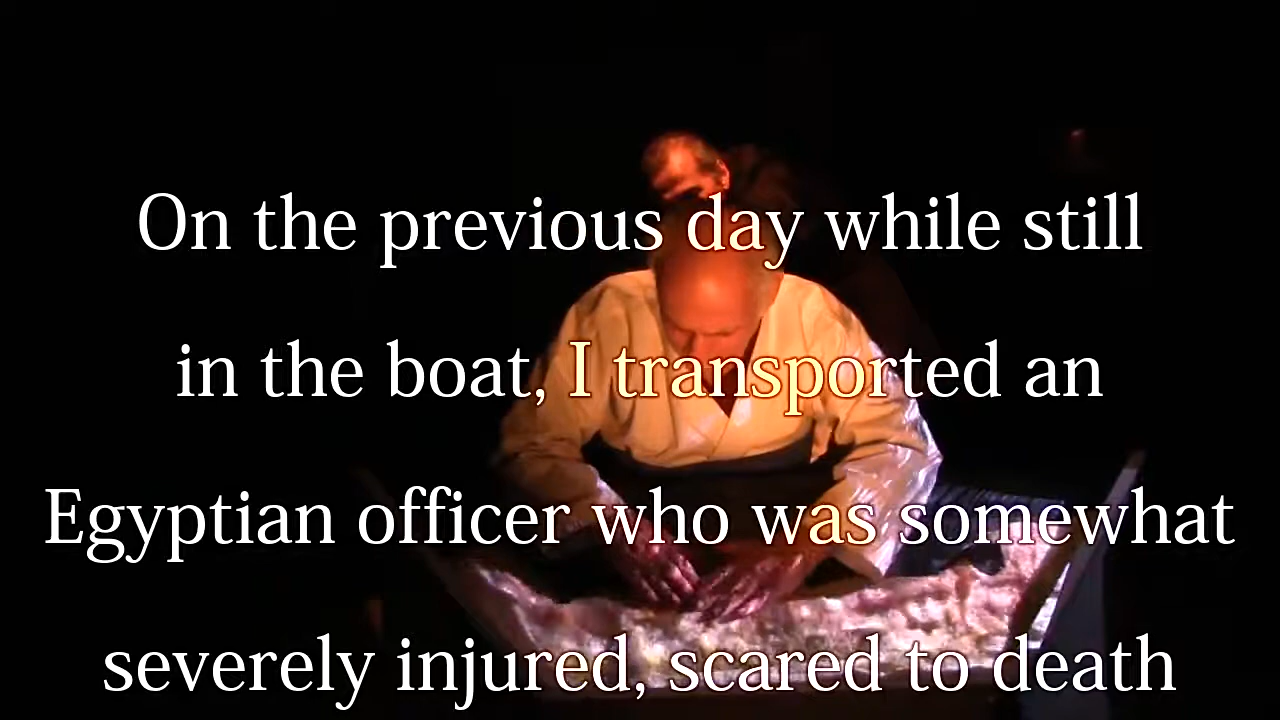 On the previous day while still
in the boat, I transported an
Egyptian officer who was somewhat
severely injured, scared to death